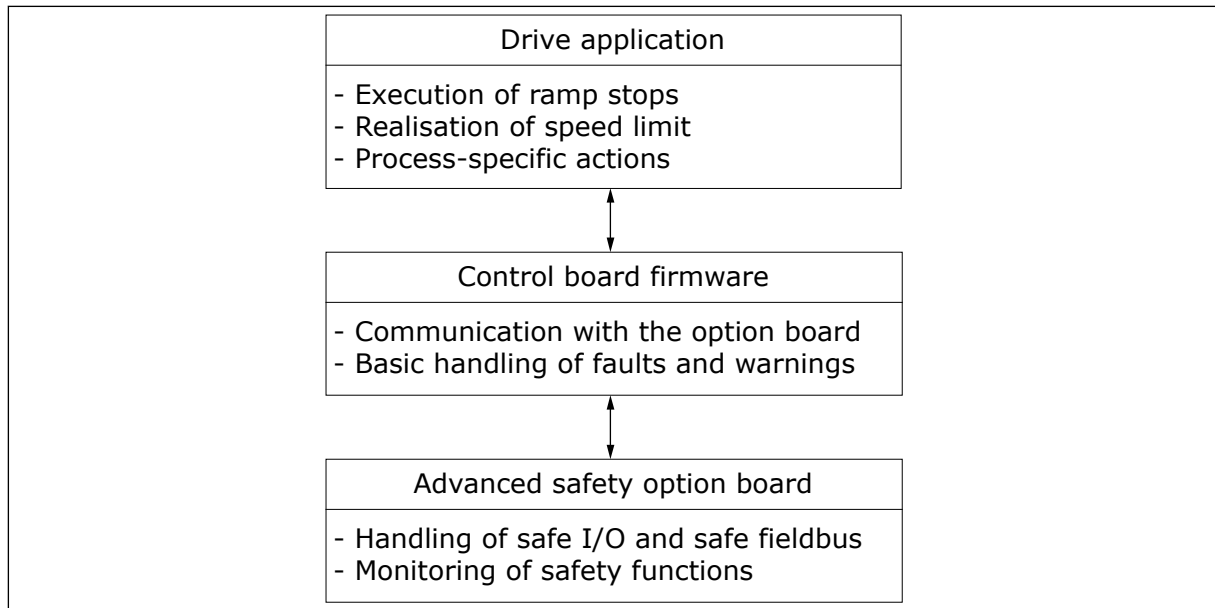 Drive application
- Execution of ramp stops
- Realisation of speed limit
- Process-specific actions
Control board firmware
- Communication with the option board
- Basic handling of faults and warnings
Advanced safety option board
- Handling of safe I/O and safe fieldbus
- Monitoring of safety functions